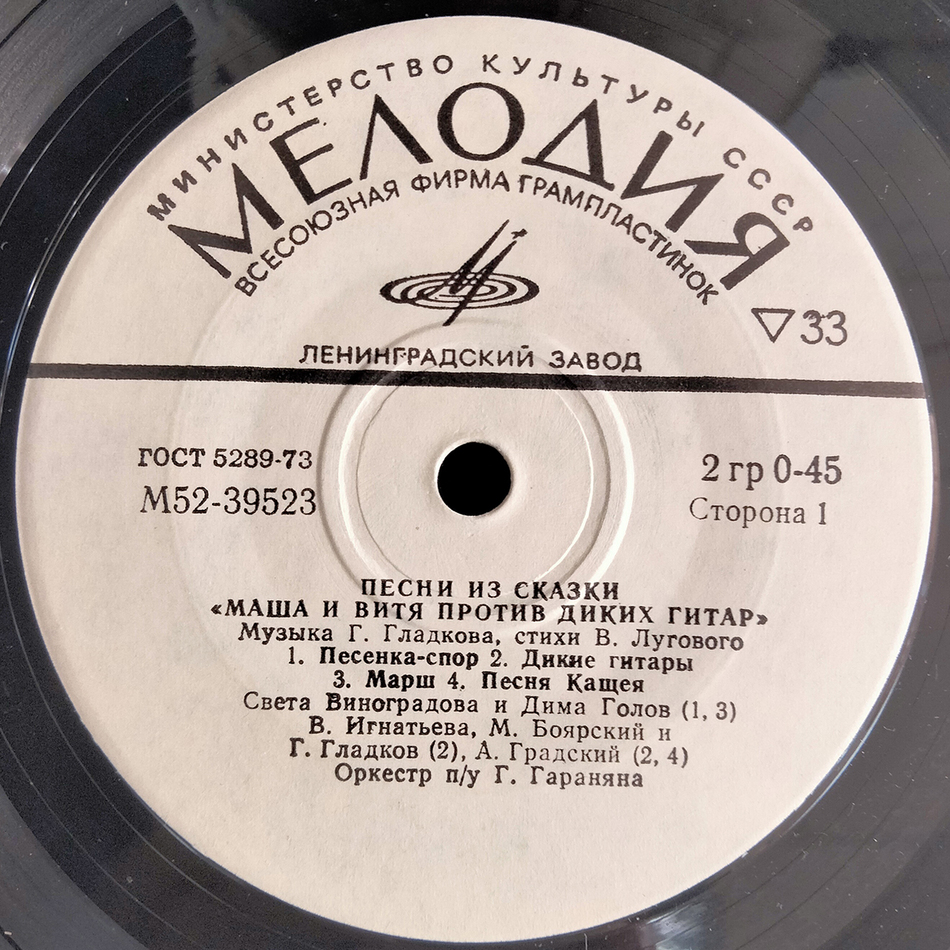 МИНИСТЕРСТВО КУЛЬТУРЫ СССР
МЕЛОДИЯ
ВСЕСОЮЗНАЯ ФИРМА ГРАМПЛАСТИНОК
▽33
ЛЕНИНГРАДСКИЙ ЗАВОД
ГОСТ 5289-73
М52-39523
2 гр 0-45
Сторона 1
ПЕСНИ ИЗ СКАЗКИ
«МАША И ВИТЯ ПРОТИВ ДИКИХ ГИТАР»
Музыка Г. Гладкова, стихи В. Лугового
1. Песенка-спор 2. Дикие гитары
3. Марш 4. Песня Кащея
Света Виноградова и Дима Голов (1, 3)
В. Игнатьева, М. Боярский и
Г. Гладков (2), А. Градский (2, 4)
Оркестр п/у Г. Гараняна